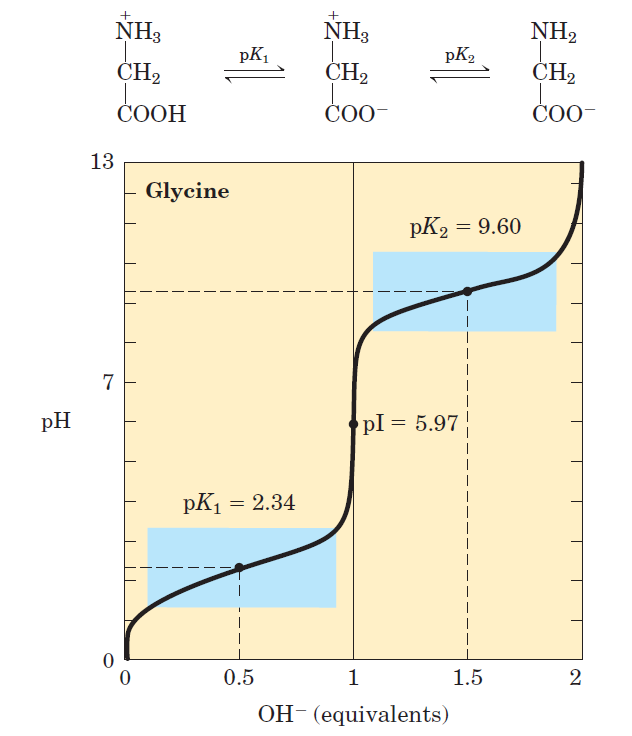 + +
NH₃ NH₃ NH₂
pK₁ pK₂
CH₂ CH₂ CH₂
COOH COO⁻ COO⁻
13
Glycine
pK₂ = 9.60
7
pH
pI = 5.97
pK₁ = 2.34
0
0 0.5 1 1.5 2
OH⁻ (equivalents)